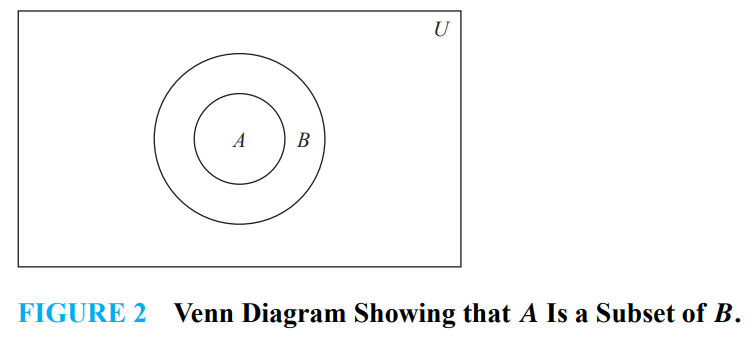 U
A B
FIGURE 2 Venn Diagram Showing that A Is a Subset of B.